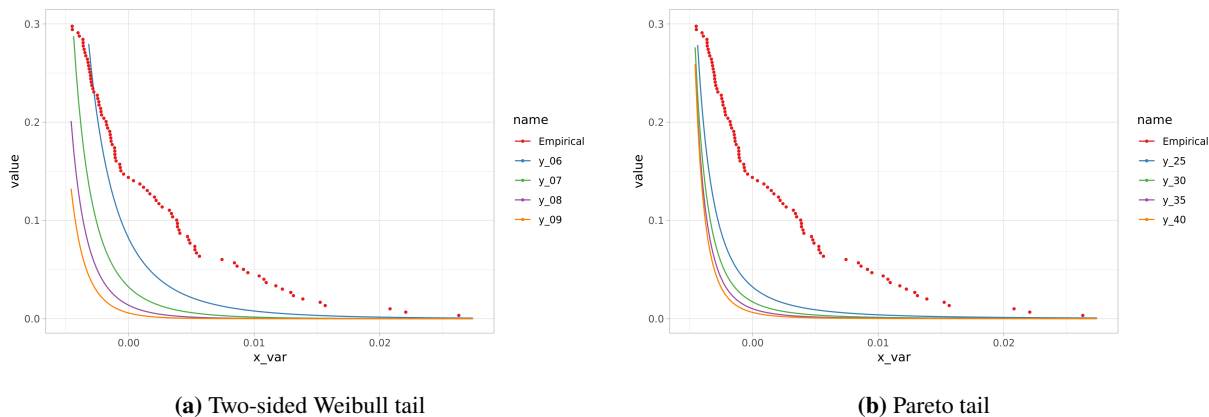 0.3
0.2
0.1
0.0
value
0.00
0.01
0.02
x_var
name
Empirical
y_06
y_07
y_08
y_09
(a) Two-sided Weibull tail
0.3
0.2
0.1
0.0
value
0.00
0.01
0.02
x_var
name
Empirical
y_25
y_30
y_35
y_40
(b) Pareto tail